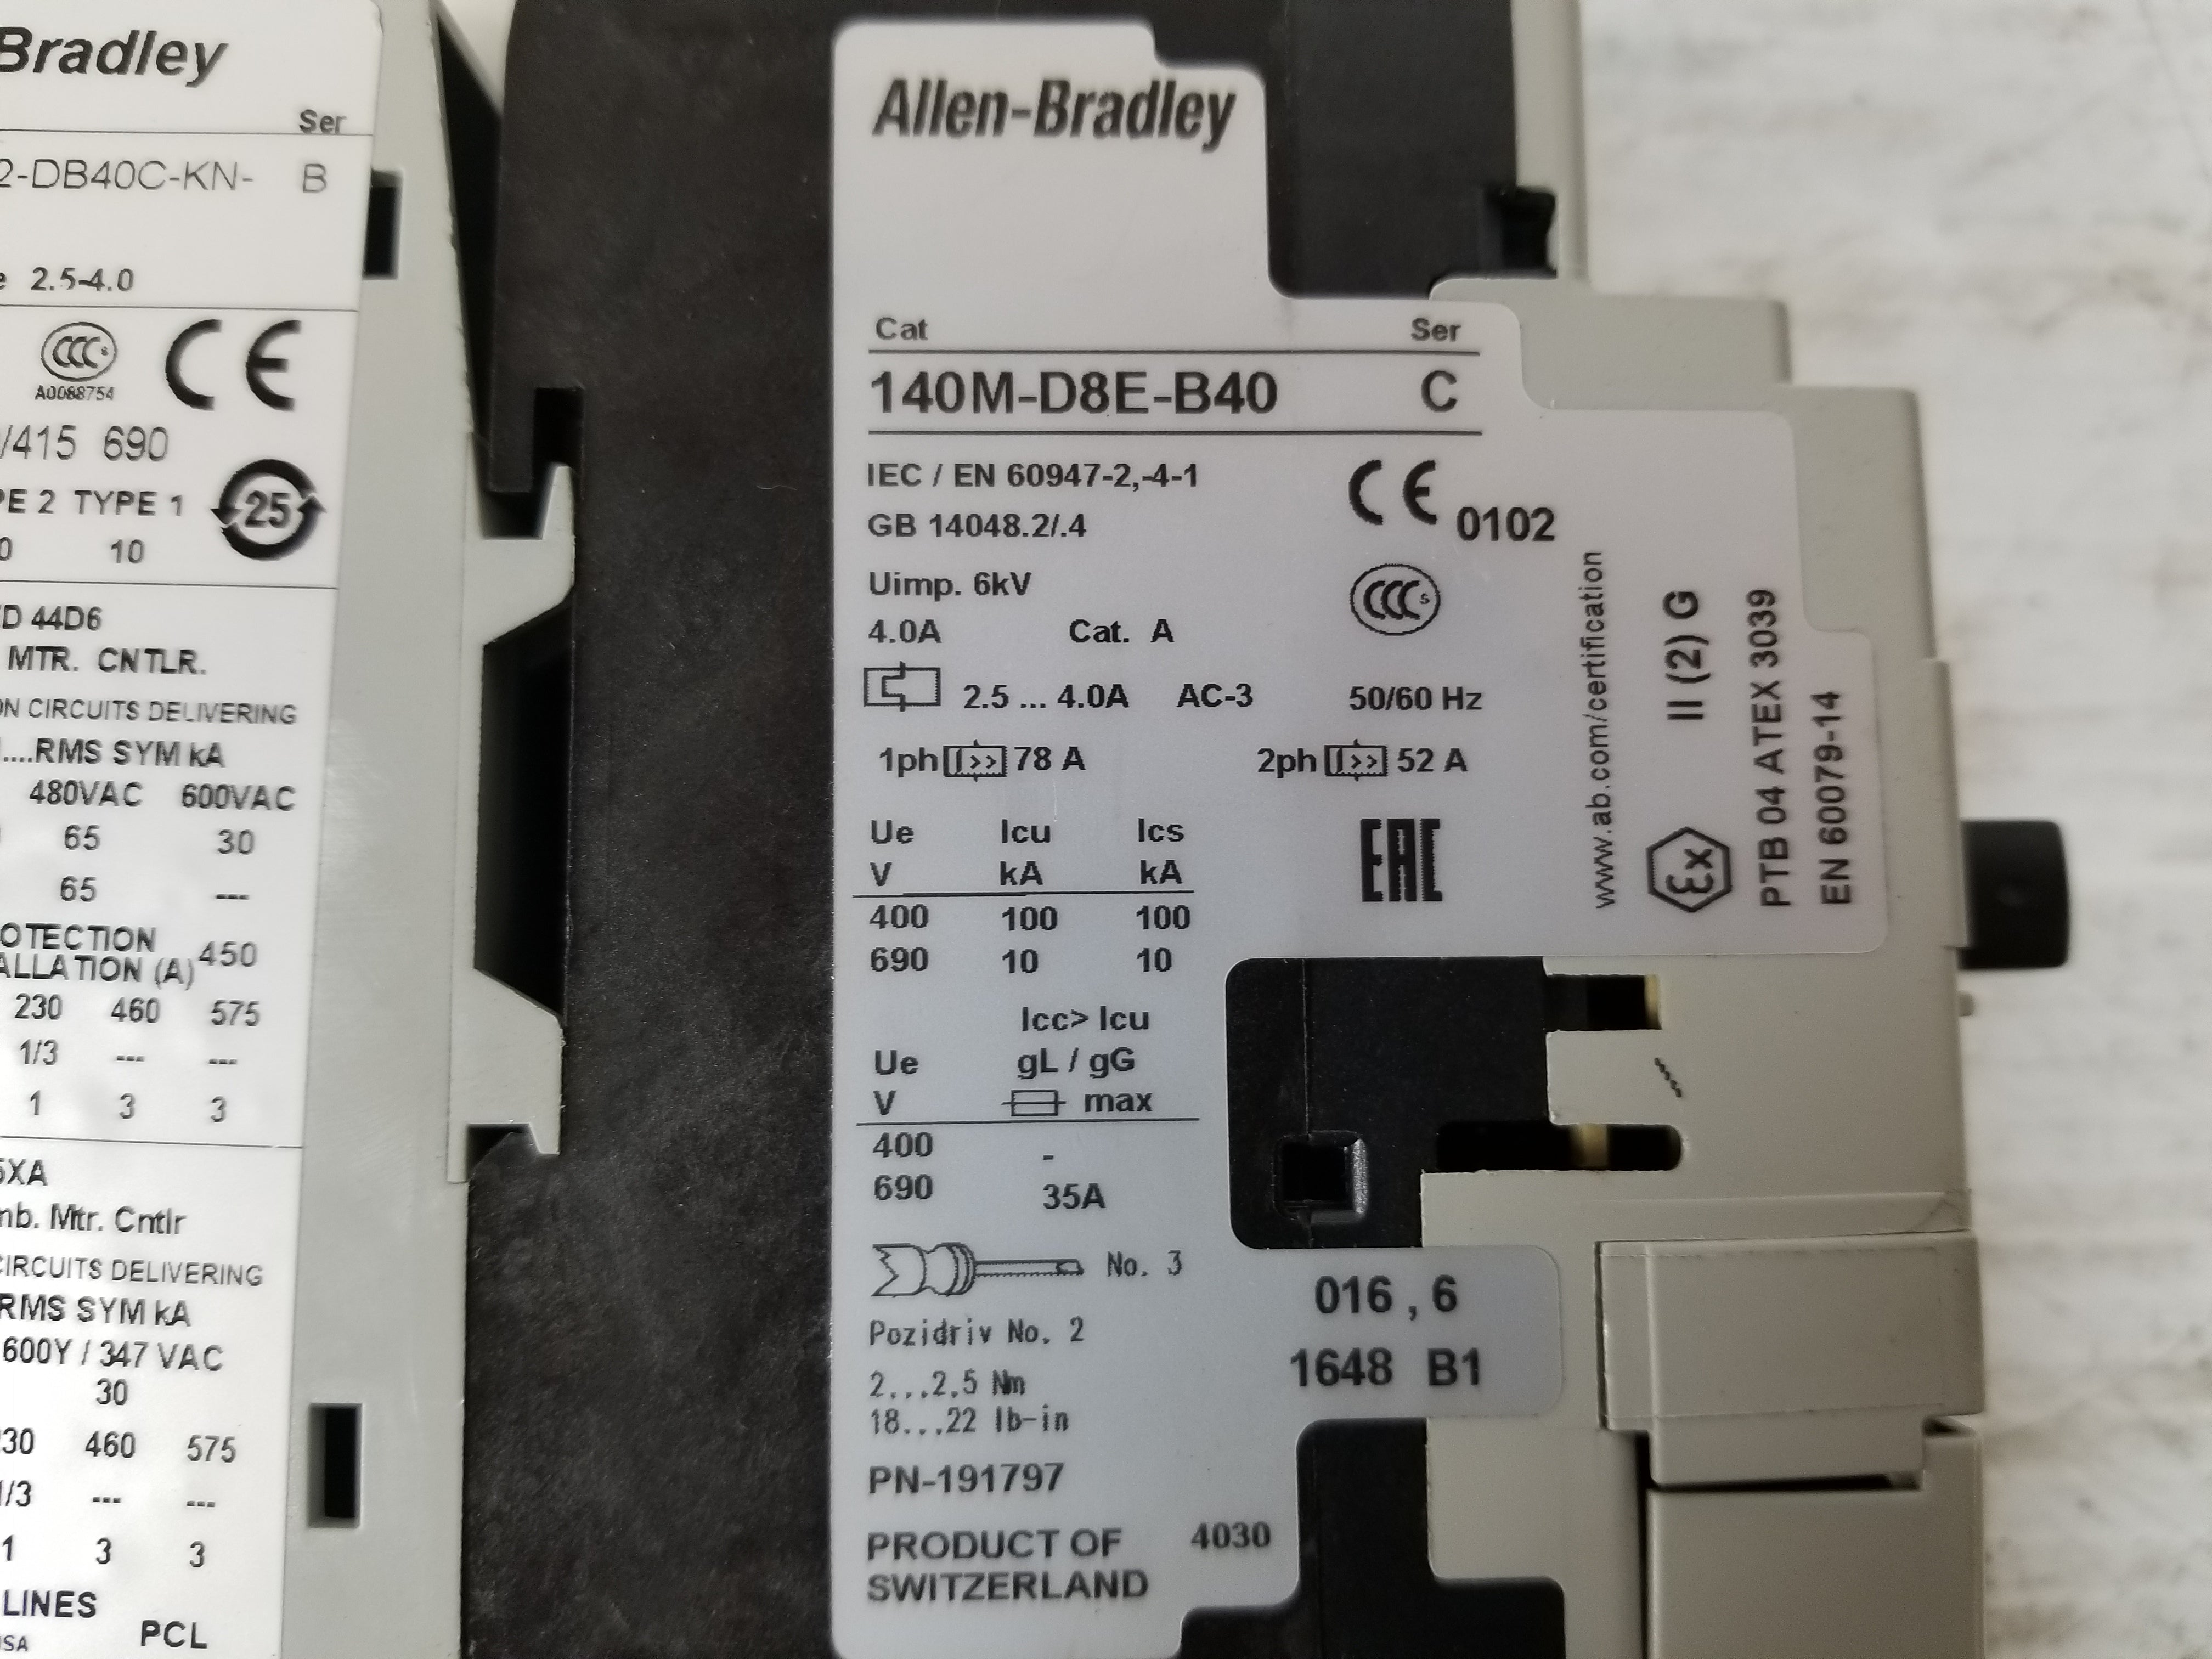 Bradley
Ser
2-DB40C-KN- B
2.5-4.0
CCC S
A0088754
CE
/415 690
PE 2 TYPE 1
25
0 10
D 44D6
MTR. CNTLR.
ON CIRCUITS DELIVERING
....RMS SYM kA
480VAC 600VAC
65 30
65 ---
OTECTION
ALLATION (A) 450
230 460 575
1/3 --- ---
1 3 3
5XA
mb. Mtr. Cntlr
CIRCUITS DELIVERING
RMS SYM kA
600Y / 347 VAC
30
30 460 575
1/3 --- ---
1 3 3
LINES
PCL
Allen-Bradley
Cat Ser
140M-D8E-B40 C
IEC / EN 60947-2,-4-1
CE 0102
GB 14048.2/.4
Uimp. 6kV
CCC S
4.0A Cat. A
2.5 ... 4.0A AC-3 50/60 Hz
1ph I>> 78 A 2ph I>> 52 A
EAC
Ue Icu Ics
V kA kA
400 100 100
690 10 10
Icc> Icu
Ue gL / gG
V max
400 -
690 35A
No. 3
Pozidriv No. 2
2...2.5 Nm
18...22 lb-in
PN-191797
PRODUCT OF 4030
SWITZERLAND
016 , 6
1648 B1
www.ab.com/certification
Ex II (2) G
PTB 04 ATEX 3039
EN 60079-14